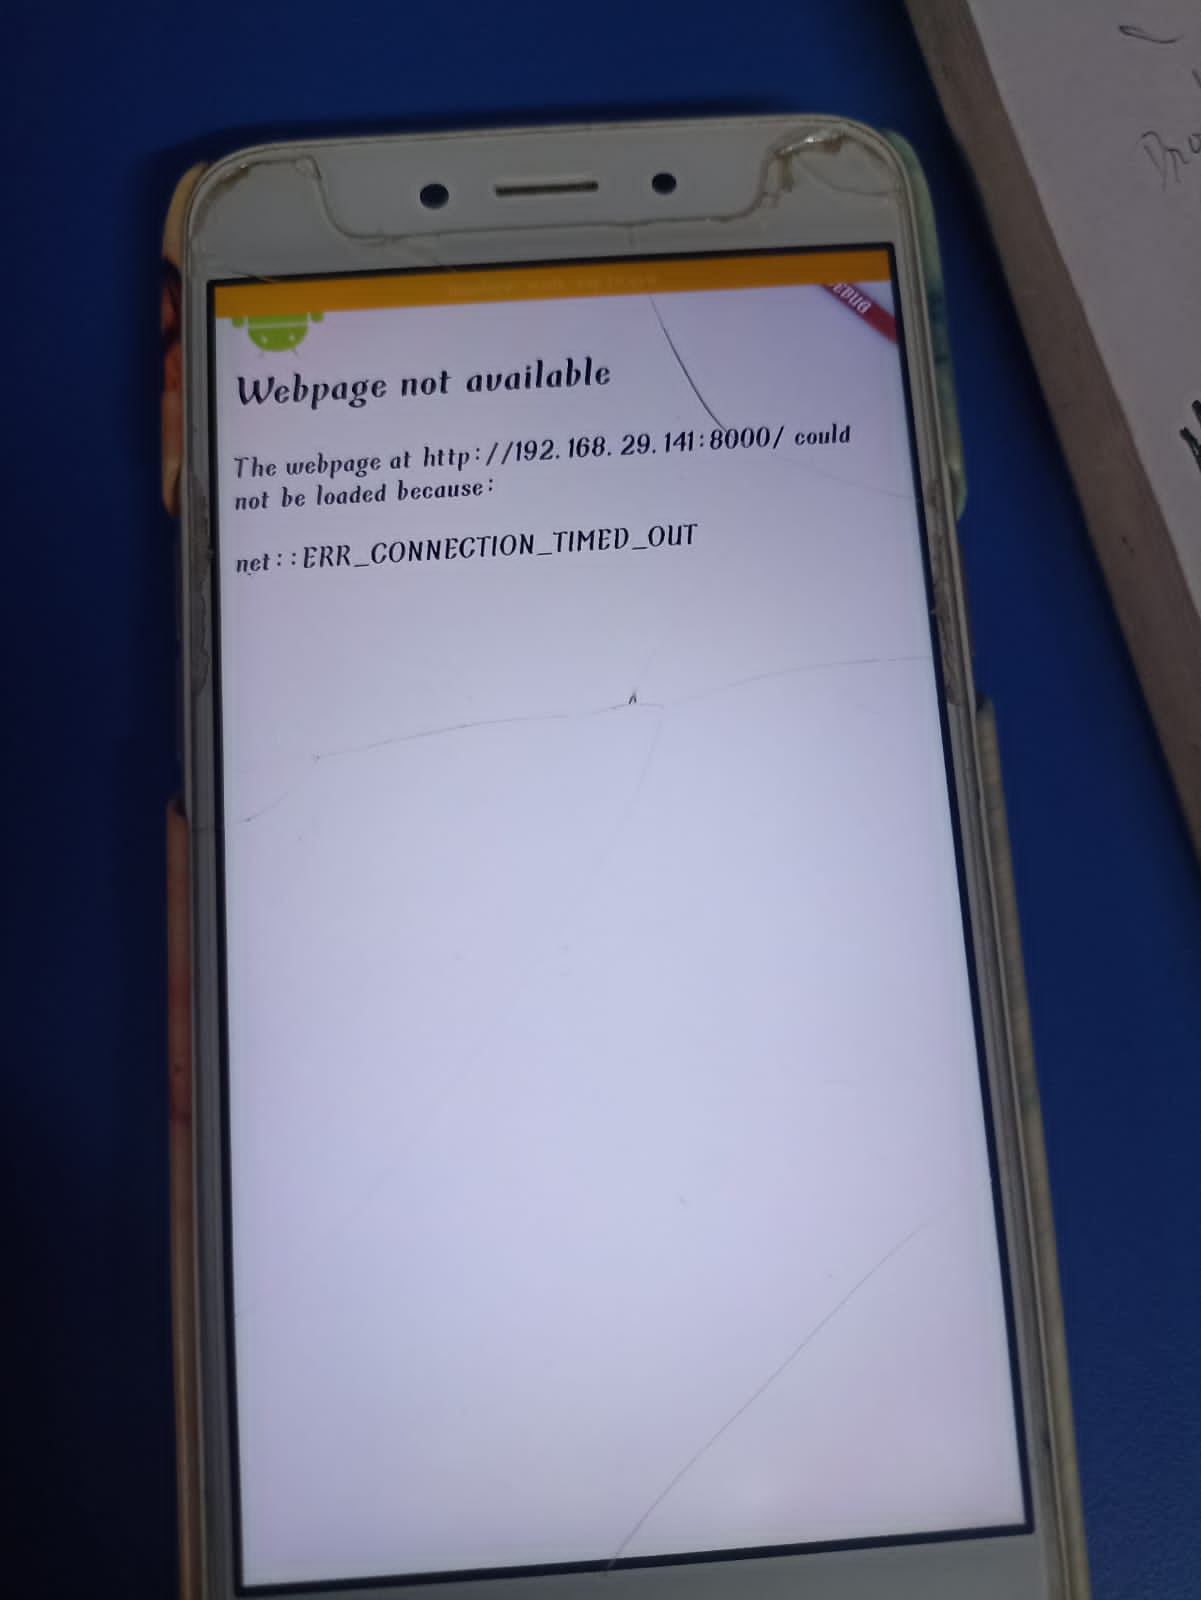 EBUG
Webpage not available
The webpage at http://192.168.29.141:8000/ could
not be loaded because:
net::ERR_CONNECTION_TIMED_OUT